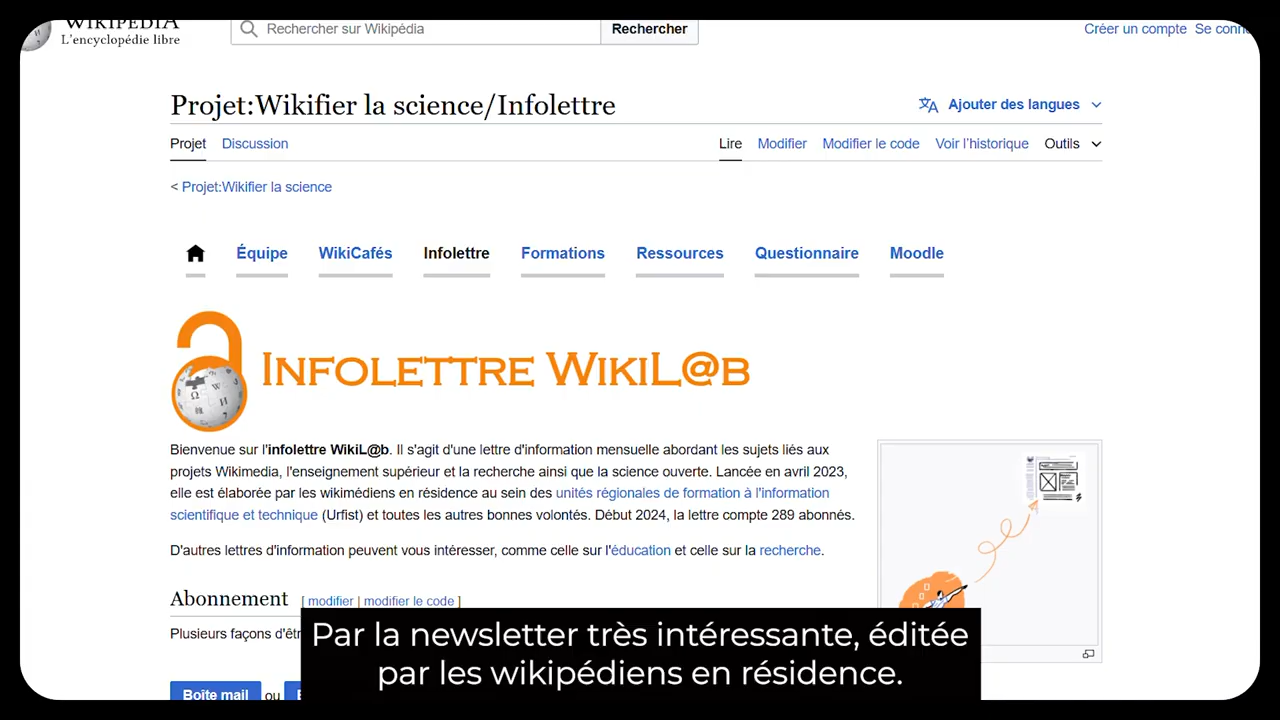 WIKIPÉDIA
L'encyclopédie libre
Rechercher sur Wikipédia
Rechercher
Créer un compte
Projet:Wikifier la science/Infolettre
Ajouter des langues
Projet Discussion
Lire Modifier Modifier le code Voir l'historique Outils
< Projet:Wikifier la science
Équipe WikiCafés Infolettre Formations Ressources Questionnaire Moodle
INFOLETTRE WIKIL@B
Bienvenue sur l'infolettre WikiL@b. Il s'agit d'une lettre d'information mensuelle abordant les sujets liés aux
projets Wikimedia, l'enseignement supérieur et la recherche ainsi que la science ouverte. Lancée en avril 2023,
elle est élaborée par les wikimédiens en résidence au sein des unités régionales de formation à l'information
scientifique et technique (Urfist) et toutes les autres bonnes volontés. Début 2024, la lettre compte 289 abonnés.
D'autres lettres d'information peuvent vous intéresser, comme celle sur l'éducation et celle sur la recherche.
Abonnement [ modifier | modifier le code ]
Plusieurs façons
Boîte mail ou
Par la newsletter très intéressante, éditée
par les wikipédiens en résidence.